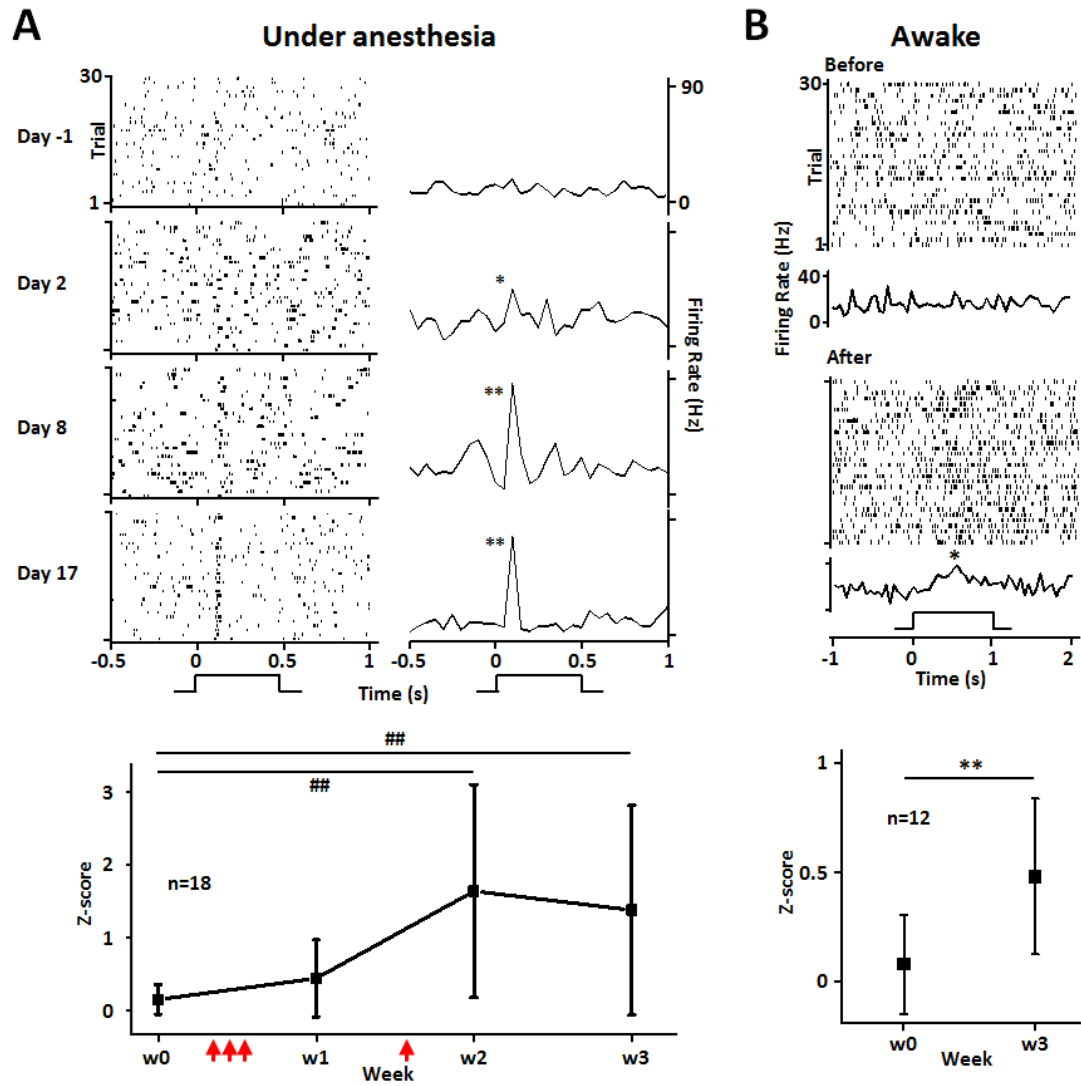 A
Under anesthesia
30
Trial
1
Day -1
90
0
Day 2
*
Day 8
**
Day 17
**
Firing Rate (Hz)
-0.5 0 0.5 1
-0.5 0 0.5 1
Time (s)
##
##
3
2
1
0
Z-score
n=18
w0 w1 w2 w3
Week
B
Awake
Before
30
Trial
1
40
0
Firing Rate (Hz)
After
*
-1 0 1 2
Time (s)
1
0.5
0
Z-score
**
n=12
w0 w3
Week